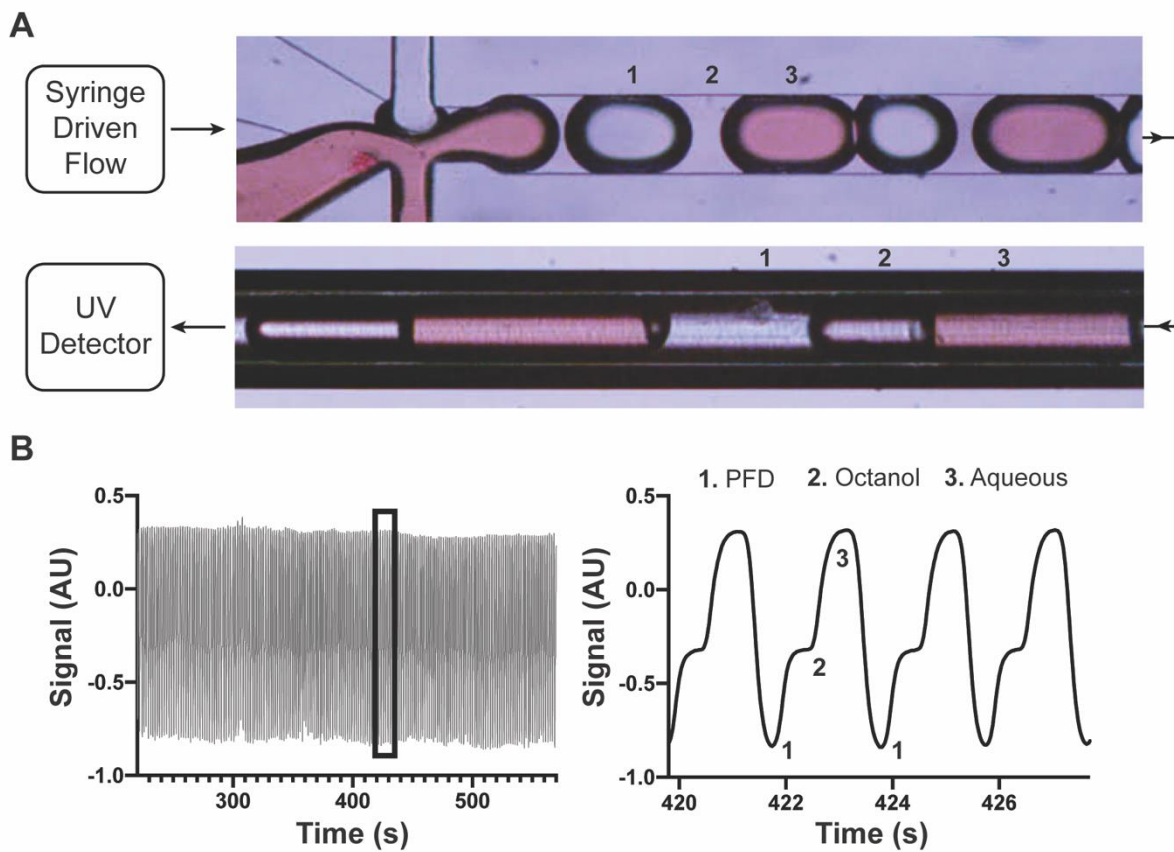 A
Syringe
Driven
Flow
1 2 3
UV
Detector
1 2 3
B
1. PFD 2. Octanol 3. Aqueous
Signal (AU)
0.5
0.0
-0.5
-1.0
300 400 500
Time (s)
Signal (AU)
0.5
0.0
-0.5
-1.0
3
2
1 1
420 422 424 426
Time (s)